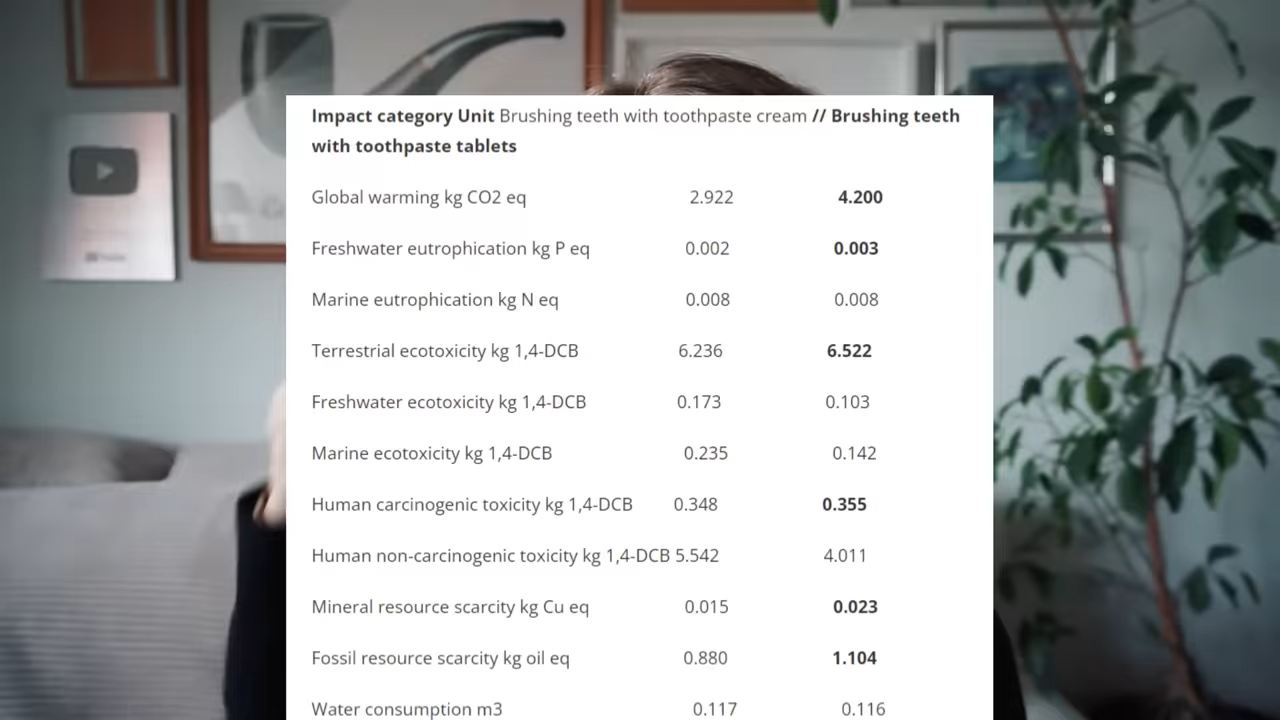 Impact category Unit Brushing teeth with toothpaste cream // Brushing teeth
with toothpaste tablets
Global warming kg CO2 eq 2.922 4.200
Freshwater eutrophication kg P eq 0.002 0.003
Marine eutrophication kg N eq 0.008 0.008
Terrestrial ecotoxicity kg 1,4-DCB 6.236 6.522
Freshwater ecotoxicity kg 1,4-DCB 0.173 0.103
Marine ecotoxicity kg 1,4-DCB 0.235 0.142
Human carcinogenic toxicity kg 1,4-DCB 0.348 0.355
Human non-carcinogenic toxicity kg 1,4-DCB 5.542 4.011
Mineral resource scarcity kg Cu eq 0.015 0.023
Fossil resource scarcity kg oil eq 0.880 1.104
Water consumption m3 0.117 0.116